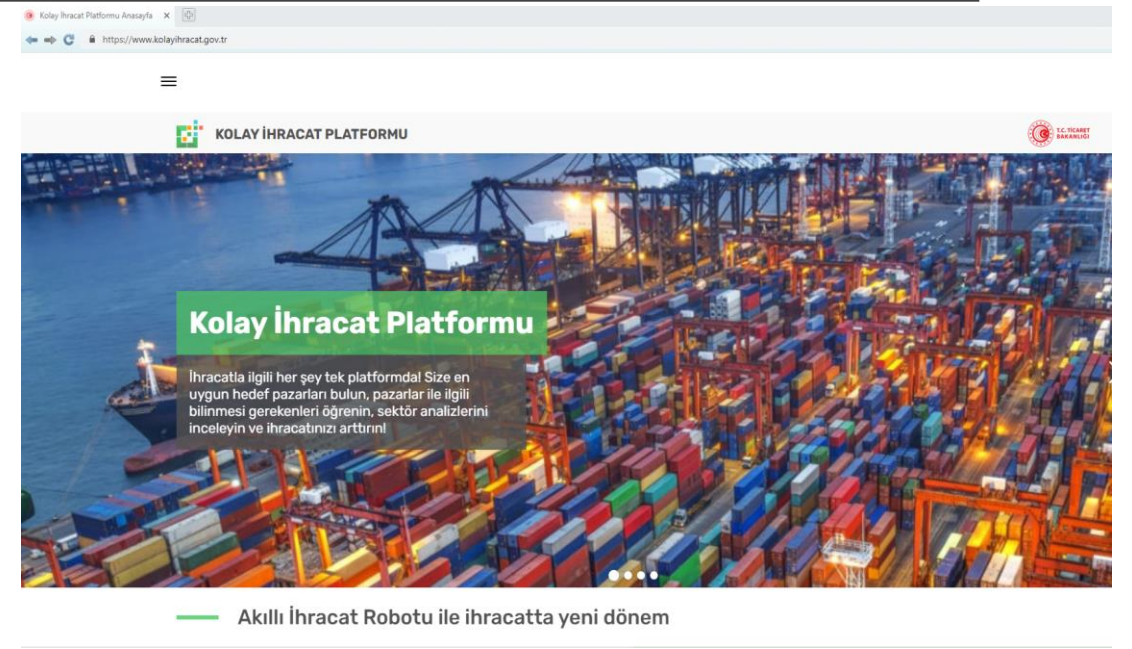 Kolay İhracat Platformu Anasayfa
https://www.kolayihracat.gov.tr
KOLAY İHRACAT PLATFORMU
T.C. TİCARET
BAKANLIĞI
Kolay İhracat Platformu
İhracatla ilgili her şey tek platformda! Size en
uygun hedef pazarları bulun, pazarlar ile ilgili
bilinmesi gerekenleri öğrenin, sektör analizlerini
inceleyin ve ihracatınızı arttırın!
Akıllı İhracat Robotu ile ihracatta yeni dönem